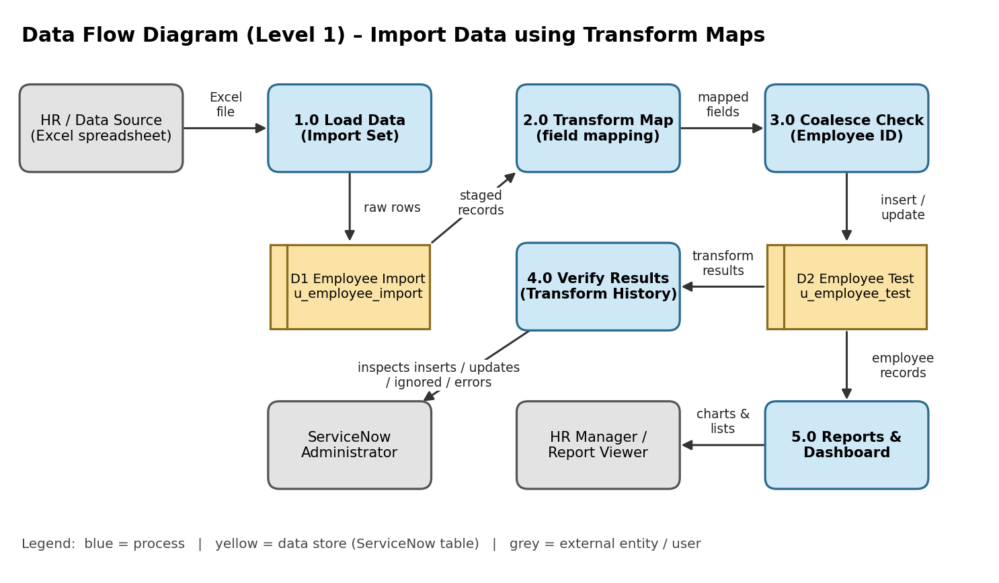 Data Flow Diagram (Level 1) – Import Data using Transform Maps
HR / Data Source
(Excel spreadsheet)
Excel
file
1.0 Load Data
(Import Set)
2.0 Transform Map
(field mapping)
mapped
fields
3.0 Coalesce Check
(Employee ID)
raw rows
staged
records
insert /
update
D1 Employee Import
u_employee_import
4.0 Verify Results
(Transform History)
transform
results
D2 Employee Test
u_employee_test
inspects inserts / updates
/ ignored / errors
employee
records
ServiceNow
Administrator
HR Manager /
Report Viewer
charts &
lists
5.0 Reports &
Dashboard
Legend:  blue = process   |   yellow = data store (ServiceNow table)   |   grey = external entity / user